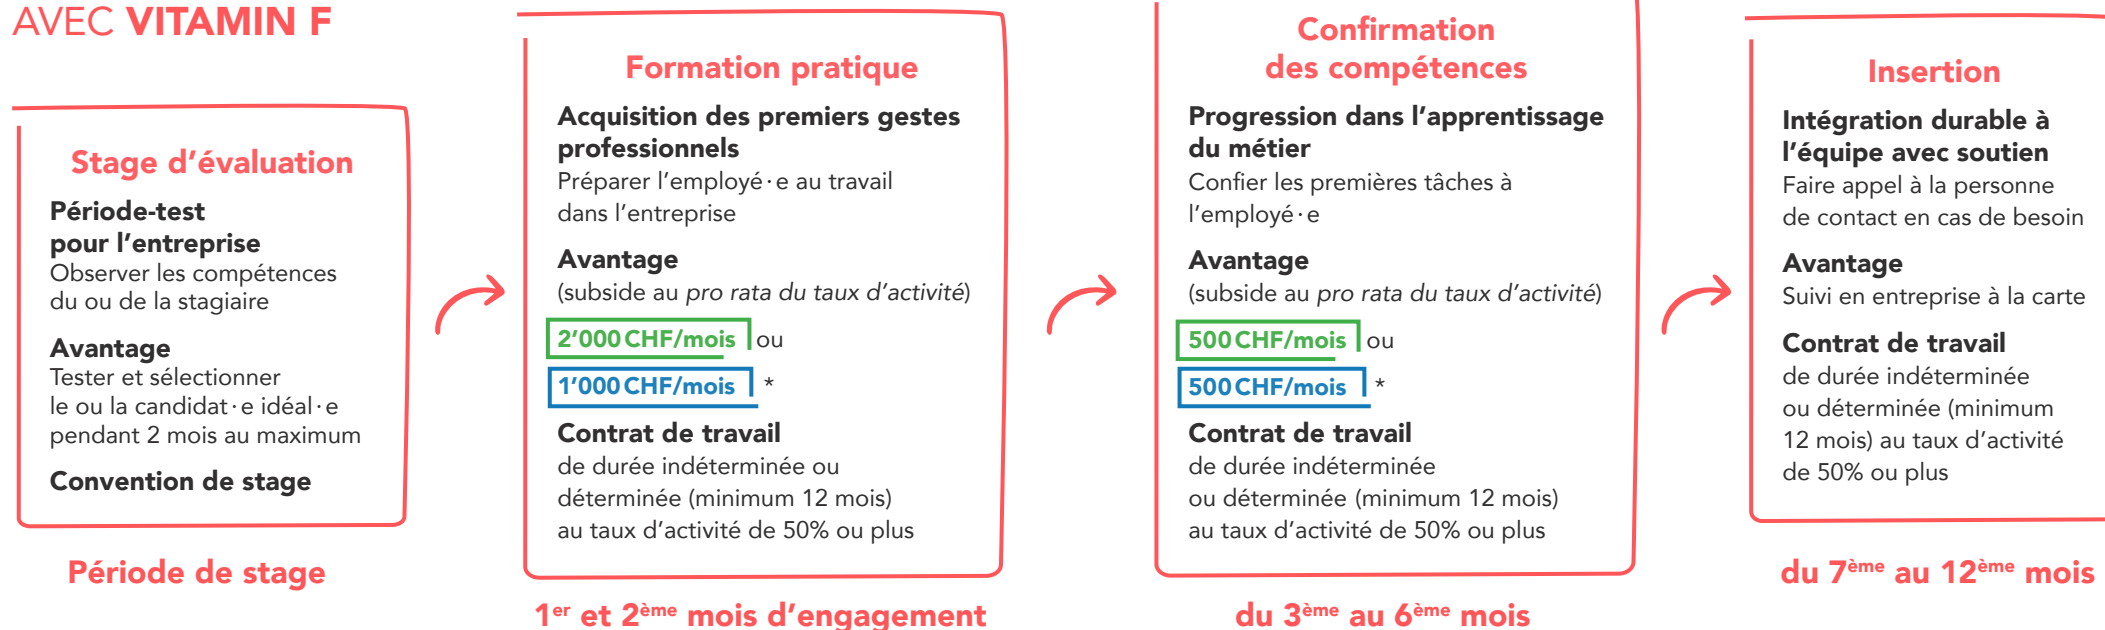 AVEC VITAMIN F
Stage d’évaluation
Période-test
pour l’entreprise
Observer les compétences
du ou de la stagiaire
Avantage
Tester et sélectionner
le ou la candidat·e idéal·e
pendant 2 mois au maximum
Convention de stage
Période de stage
Formation pratique
Acquisition des premiers gestes
professionnels
Préparer l’employé·e au travail
dans l’entreprise
Avantage
(subside au pro rata du taux d’activité)
2’000 CHF/mois ou
1’000 CHF/mois *
Contrat de travail
de durée indéterminée ou
déterminée (minimum 12 mois)
au taux d’activité de 50% ou plus
1er et 2ème mois d’engagement
Confirmation
des compétences
Progression dans l’apprentissage
du métier
Confier les premières tâches à
l’employé·e
Avantage
(subside au pro rata du taux d’activité)
500 CHF/mois ou
500 CHF/mois *
Contrat de travail
de durée indéterminée
ou déterminée (minimum 12 mois)
au taux d’activité de 50% ou plus
du 3ème au 6ème mois
Insertion
Intégration durable à
l’équipe avec soutien
Faire appel à la personne
de contact en cas de besoin
Avantage
Suivi en entreprise à la carte
Contrat de travail
de durée indéterminée
ou déterminée (minimum
12 mois) au taux d’activité
de 50% ou plus
du 7ème au 12ème mois